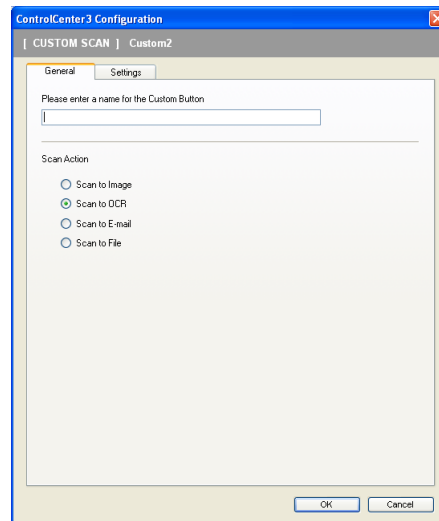 ControlCenter3 Configuration
[ CUSTOM SCAN ] Custom2
General Settings
Please enter a name for the Custom Button
Scan Action
Scan to Image
Scan to OCR
Scan to E-mail
Scan to File
OK Cancel